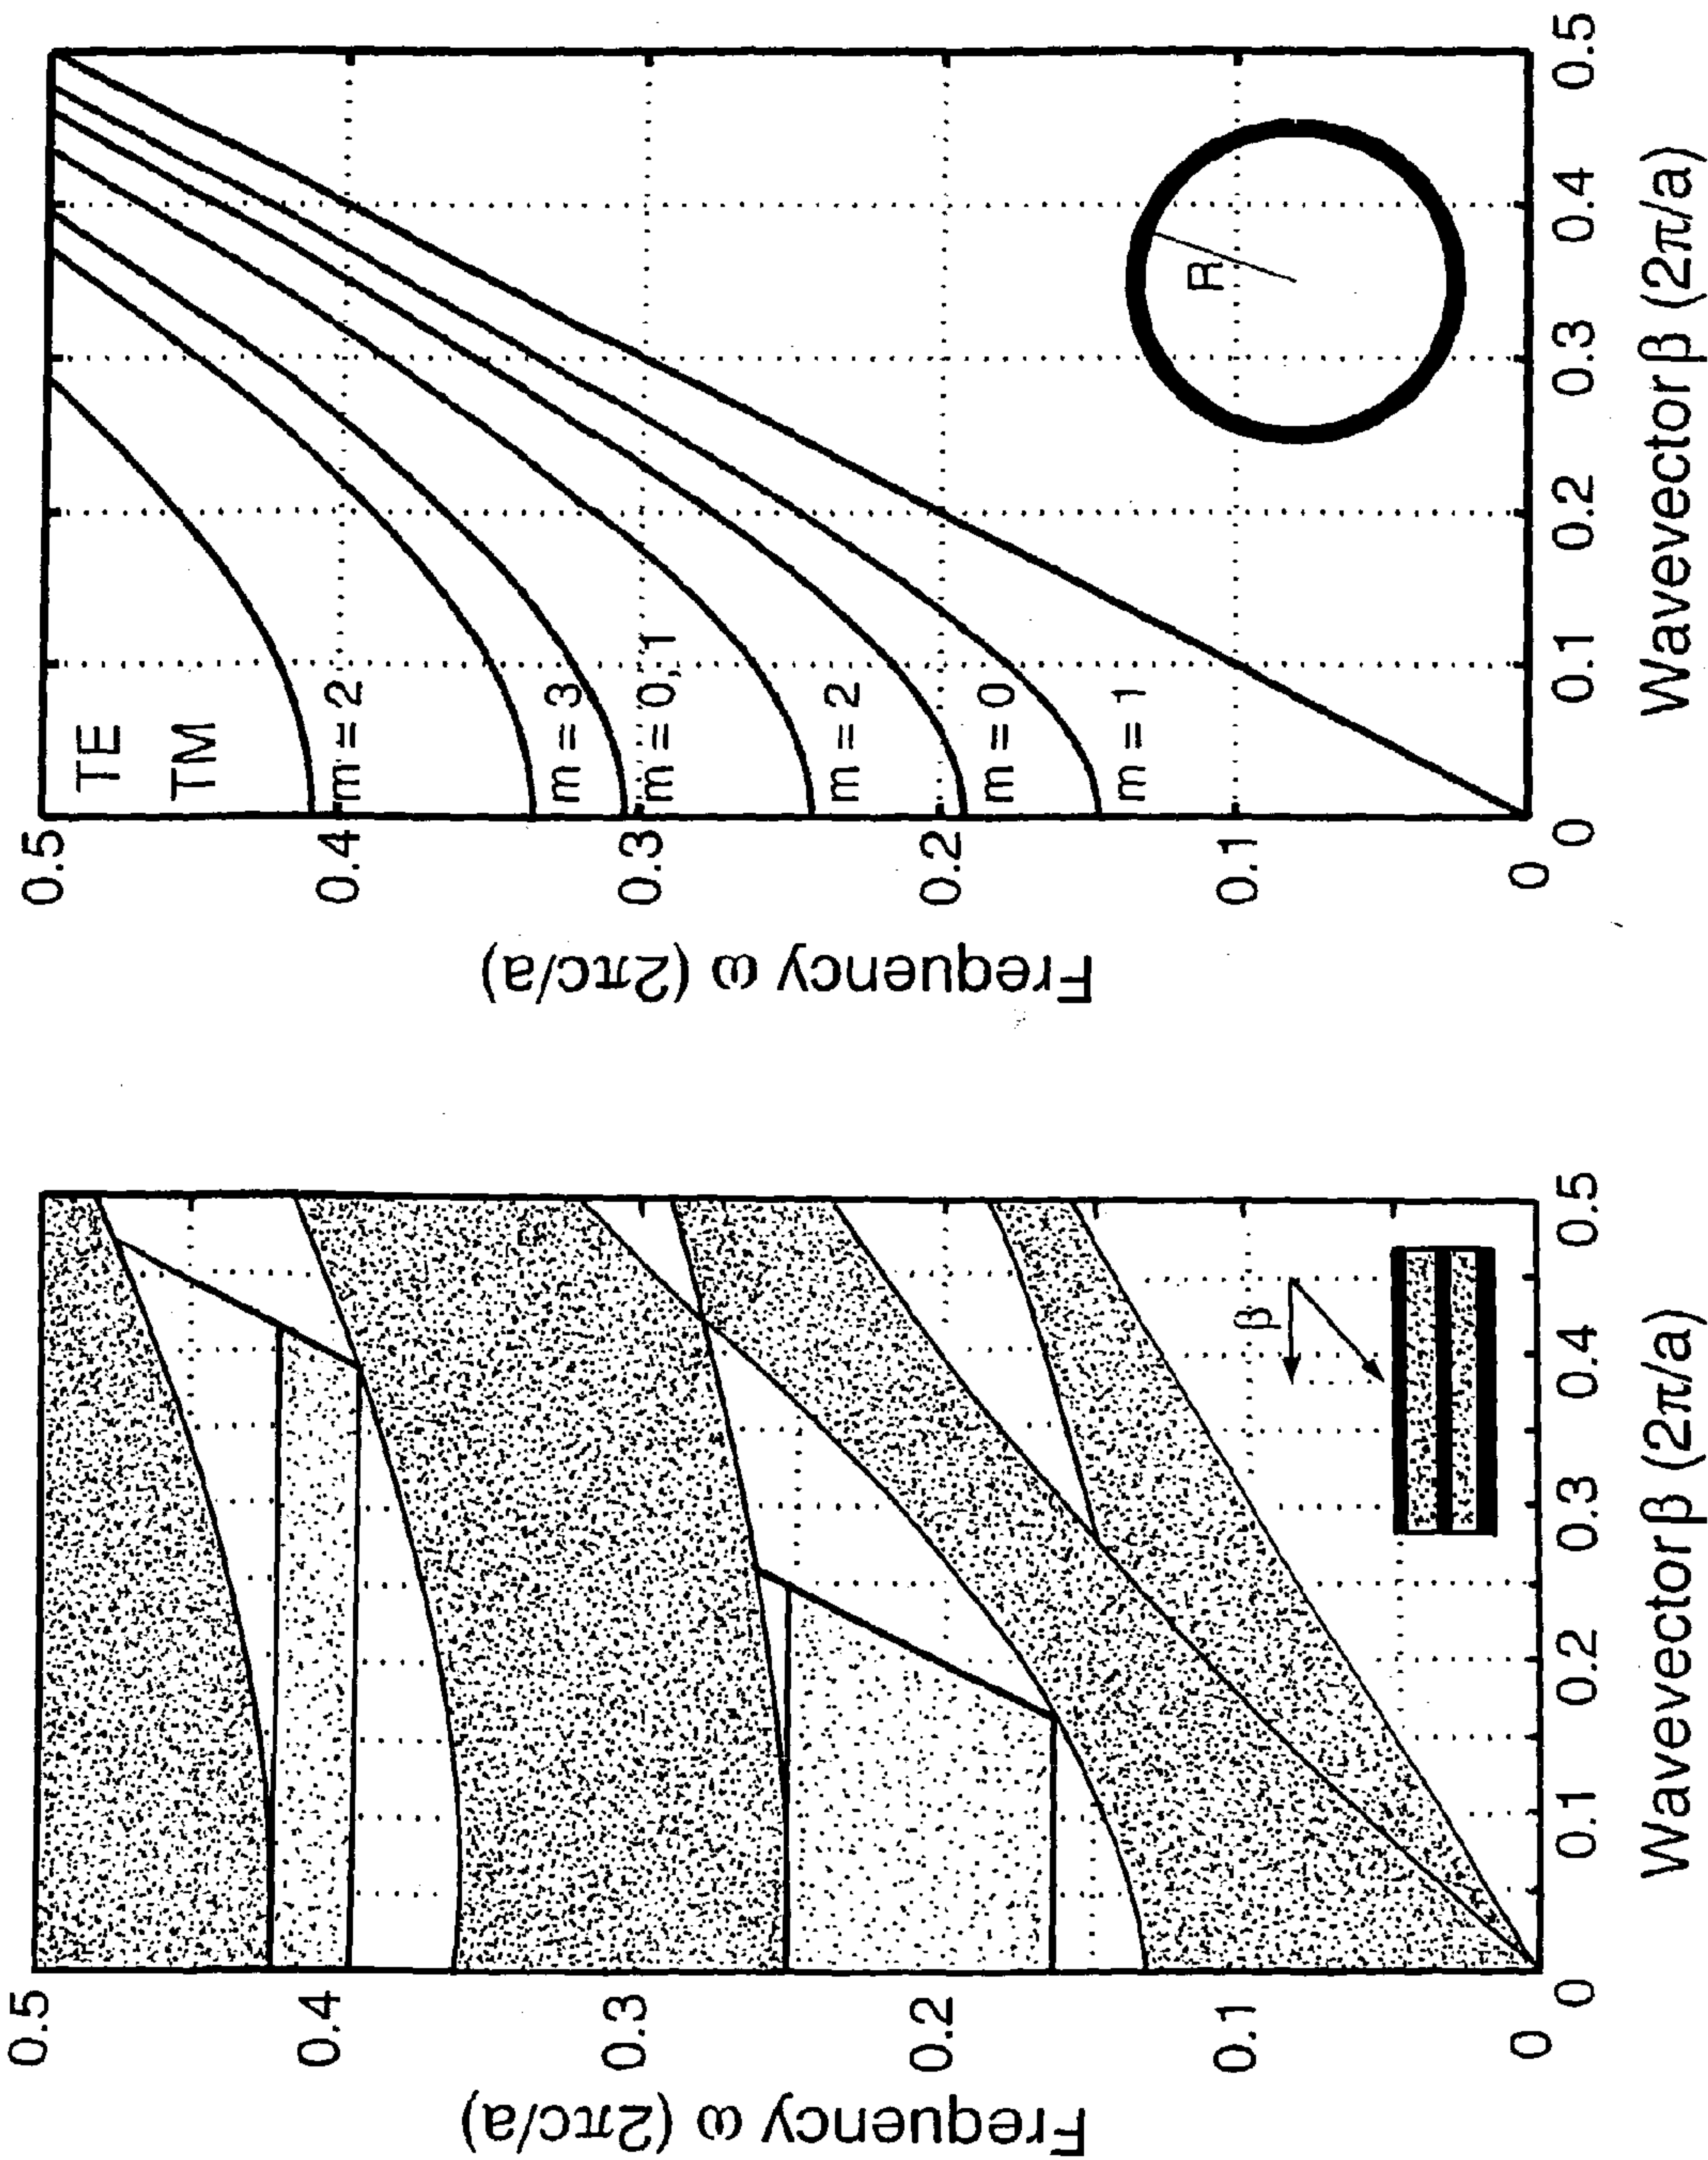 Frequency ω (2πc/a)
0.5
0.4
0.3
0.2
0.1
0
β
0 0.1 0.2 0.3 0.4 0.5
Wavevector β (2π/a)
Frequency ω (2πc/a)
0.5
TE
TM
0.4
m = 2
m = 3
0.3
m = 0, 1
m = 2
0.2
m = 0
m = 1
0.1
R
0
0 0.1 0.2 0.3 0.4 0.5
Wavevector β (2π/a)